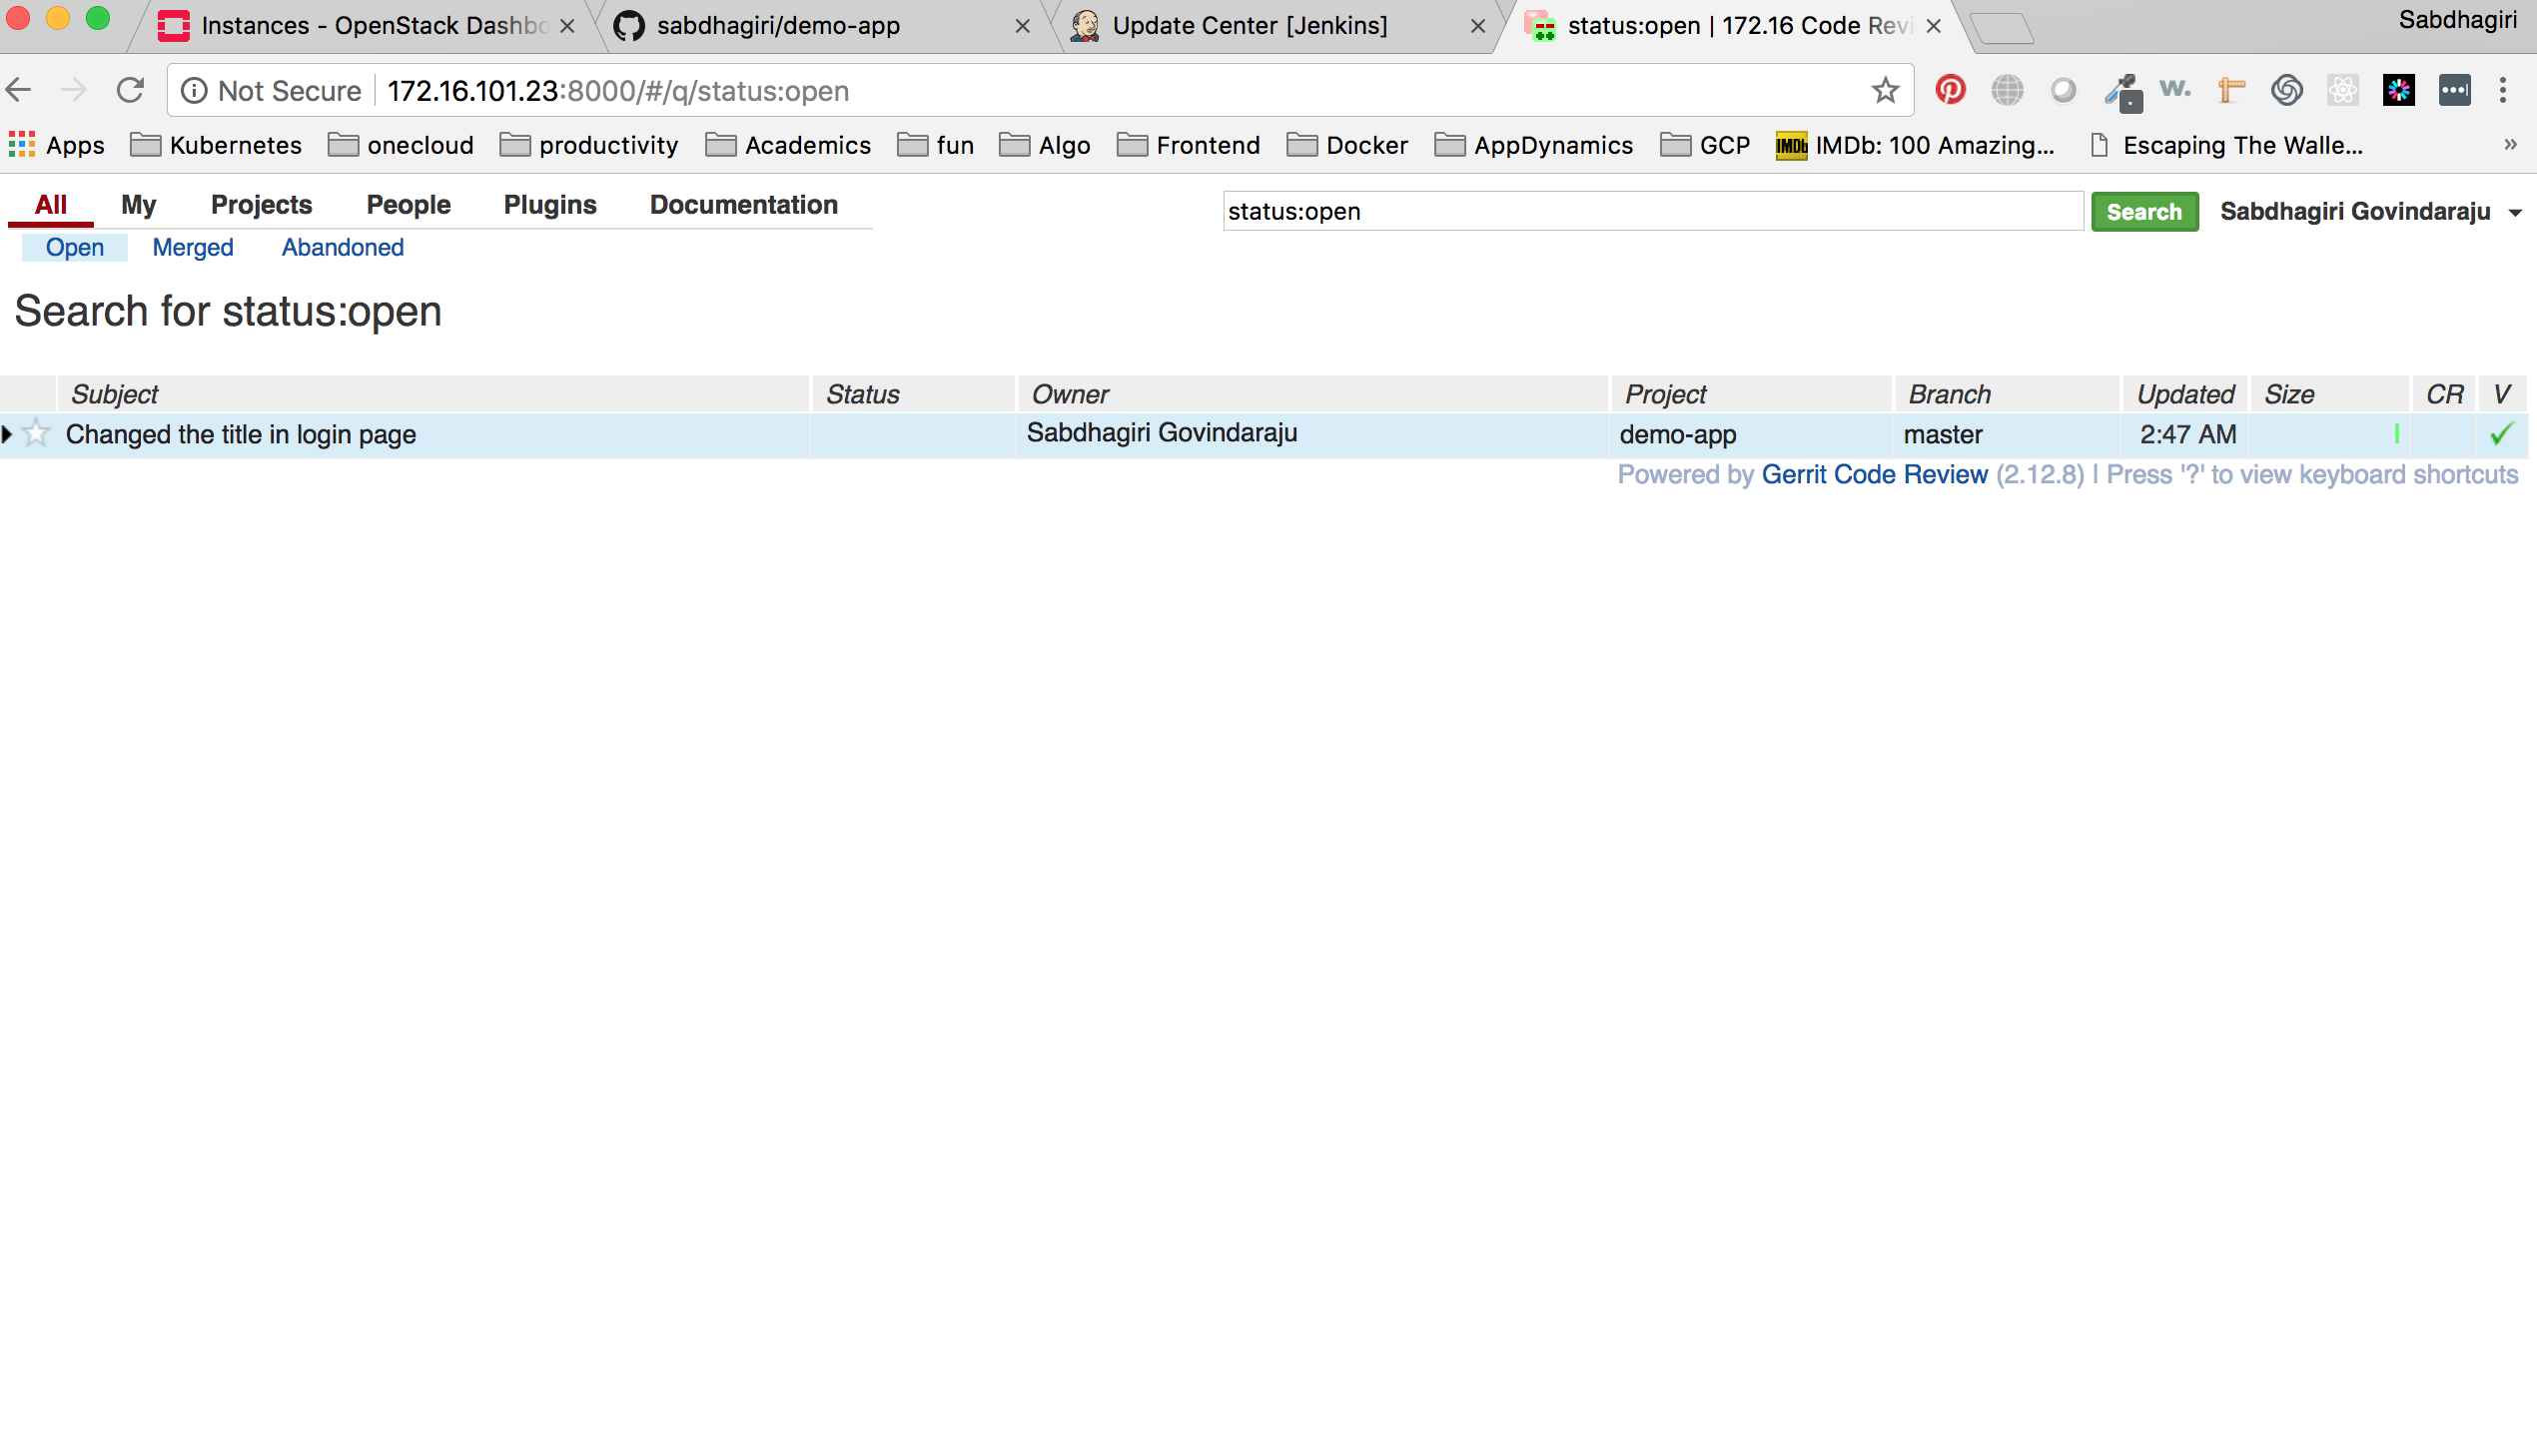 Instances - OpenStack Dashbo
sabdhagiri/demo-app
Update Center [Jenkins]
status:open | 172.16 Code Revi
Sabdhagiri
Not Secure
172.16.101.23:8000/#/q/status:open
w.
Apps
Kubernetes
onecloud
productivity
Academics
fun
Algo
Frontend
Docker
AppDynamics
GCP
IMDb
IMDb: 100 Amazing...
Escaping The Walle...
»
All My Projects People Plugins Documentation
status:open
Search
Sabdhagiri Govindaraju
Open Merged Abandoned
Search for status:open
Subject Status Owner Project Branch Updated Size CR V
Changed the title in login page Sabdhagiri Govindaraju demo-app master 2:47 AM
Powered by Gerrit Code Review (2.12.8) | Press '?' to view keyboard shortcuts